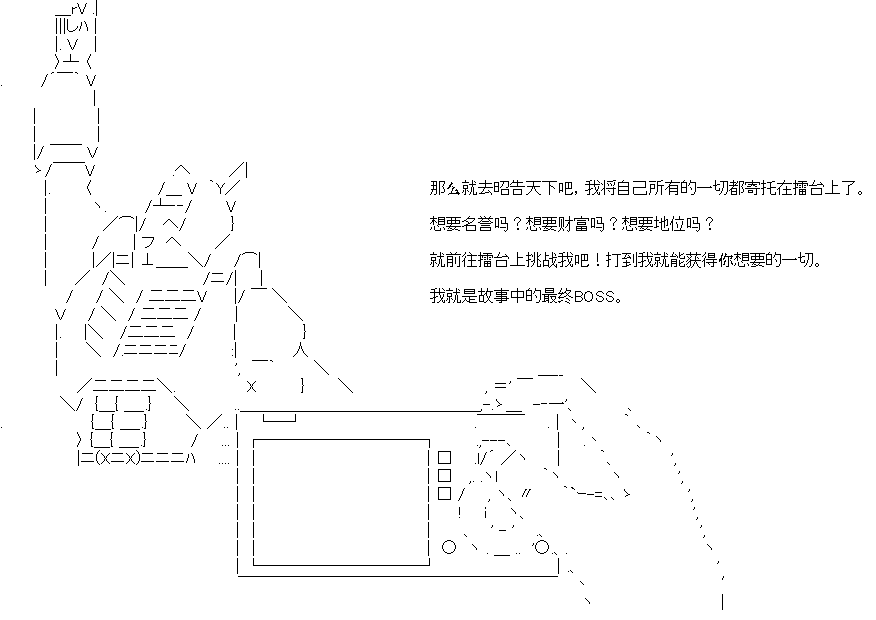 那么就去昭告天下吧，我将自己所有的一切都寄托在擂台上了。
想要名誉吗？想要财富吗？想要地位吗？
就前往擂台上挑战我吧！打到我就能获得你想要的一切。
我就是故事中的最终BOSS。